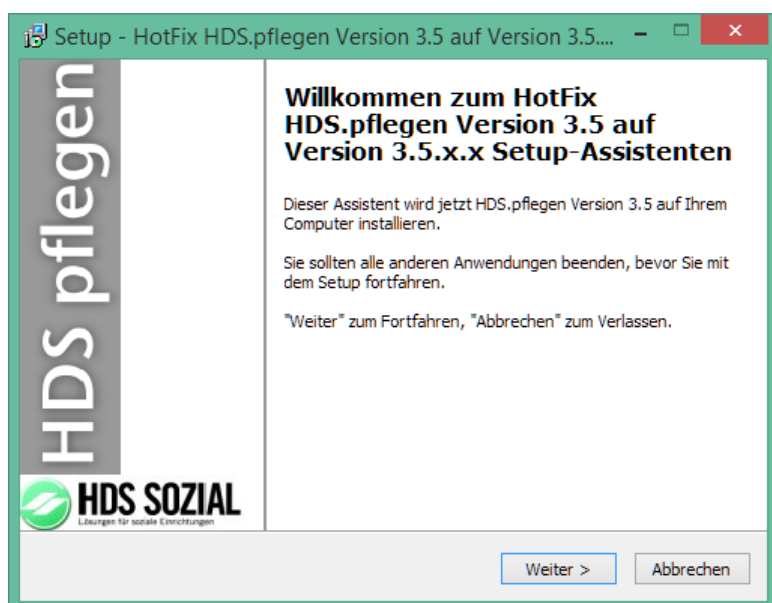 Setup - HotFix HDS.pflegen Version 3.5 auf Version 3.5....
HDS pflegen
HDS SOZIAL
Lösungen für soziale Einrichtungen
Willkommen zum HotFix
HDS.pflegen Version 3.5 auf
Version 3.5.x.x Setup-Assistenten
Dieser Assistent wird jetzt HDS.pflegen Version 3.5 auf Ihrem
Computer installieren.
Sie sollten alle anderen Anwendungen beenden, bevor Sie mit
dem Setup fortfahren.
"Weiter" zum Fortfahren, "Abbrechen" zum Verlassen.
Weiter >
Abbrechen